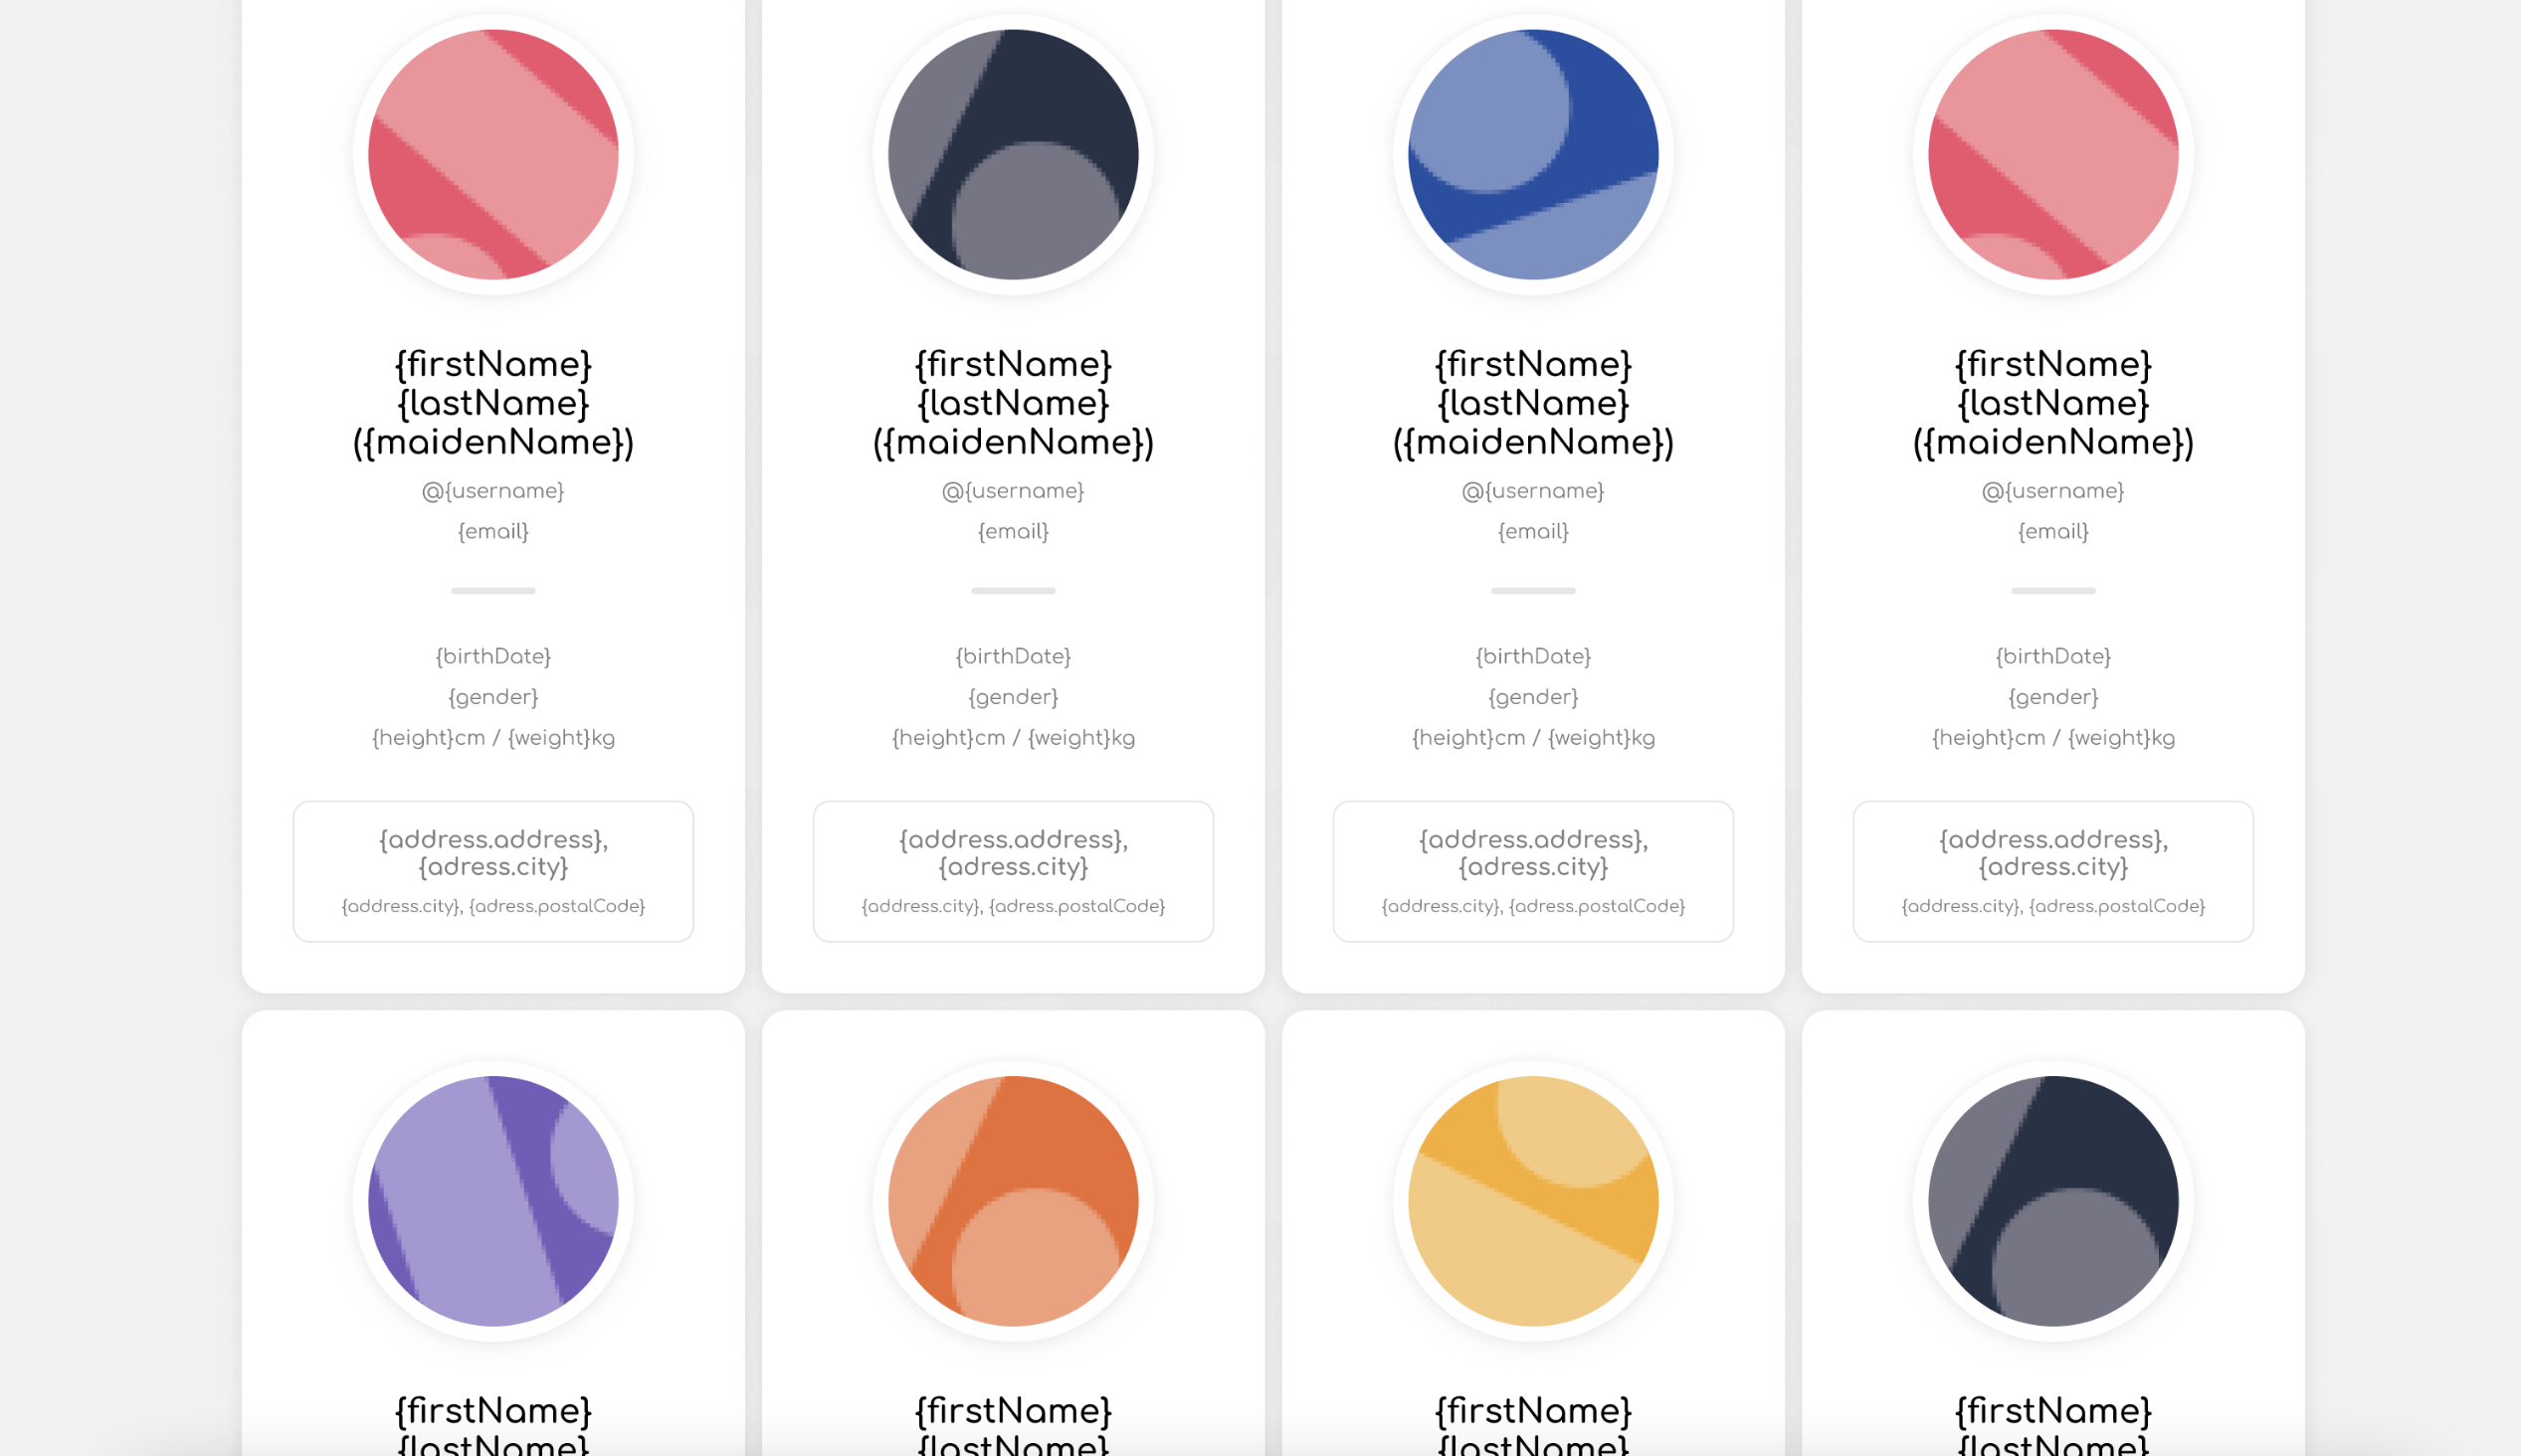 {firstName}
{lastName}
({maidenName})
@{username}
{email}
{birthDate}
{gender}
{height}cm / {weight}kg
{address.address},
{adress.city}
{address.city}, {adress.postalCode}
{firstName}
{lastName}
({maidenName})
@{username}
{email}
{birthDate}
{gender}
{height}cm / {weight}kg
{address.address},
{adress.city}
{address.city}, {adress.postalCode}
{firstName}
{lastName}
({maidenName})
@{username}
{email}
{birthDate}
{gender}
{height}cm / {weight}kg
{address.address},
{adress.city}
{address.city}, {adress.postalCode}
{firstName}
{lastName}
({maidenName})
@{username}
{email}
{birthDate}
{gender}
{height}cm / {weight}kg
{address.address},
{adress.city}
{address.city}, {adress.postalCode}
{firstName}
{lastName}
{firstName}
{lastName}
{firstName}
{lastName}
{firstName}
{lastName}